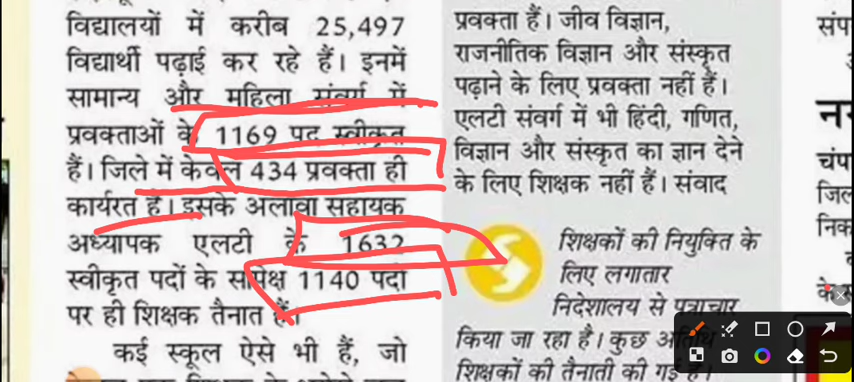 विद्यालयों में करीब 25,497
विद्यार्थी पढ़ाई कर रहे हैं। इनमें
सामान्य और महिला संवर्ग में
प्रवक्ताओं के 1169 पद स्वीकृत
हैं। जिले में केवल 434 प्रवक्ता ही
कार्यरत हैं। इसके अलावा सहायक
अध्यापक एलटी के 1632
स्वीकृत पदों के सापेक्ष 1140 पदों
पर ही शिक्षक तैनात हैं।
कई स्कूल ऐसे भी हैं, जो
प्रवक्ता हैं। जीव विज्ञान,
राजनीतिक विज्ञान और संस्कृत
पढ़ाने के लिए प्रवक्ता नहीं हैं।
एलटी संवर्ग में भी हिंदी, गणित,
विज्ञान और संस्कृत का ज्ञान देने
के लिए शिक्षक नहीं हैं। संवाद
शिक्षकों की नियुक्ति के
लिए लगातार
निदेशालय से पत्राचार
किया जा रहा है। कुछ
शिक्षकों की तैनाती की गई है।
संप
चंप
जिल
निक